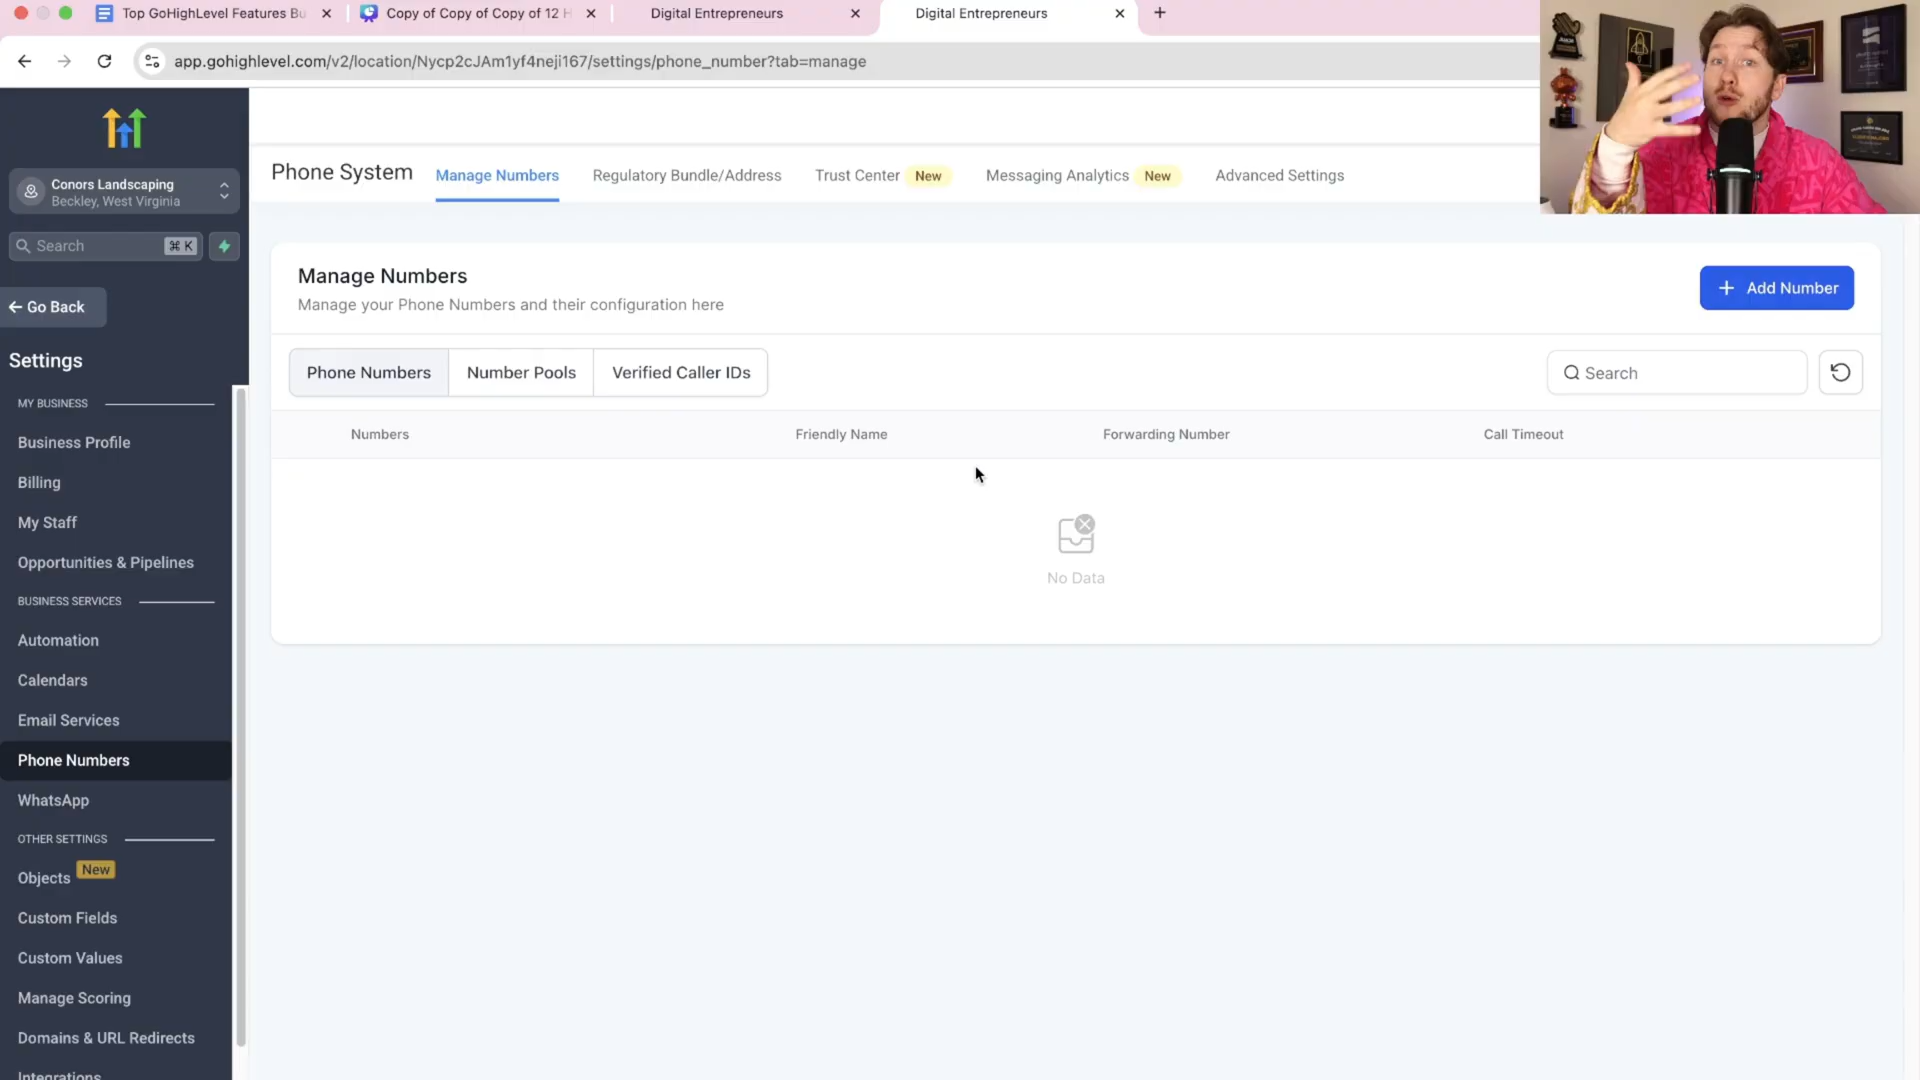 Top GoHighLevel Features Bu
Copy of Copy of Copy of 12 H
Digital Entrepreneurs
Digital Entrepreneurs
app.gohighlevel.com/v2/location/Nycp2cJAm1yf4neji167/settings/phone_number?tab=manage
Conors Landscaping
Beckley, West Virginia
Search
⌘ K
Go Back
Settings
MY BUSINESS
Business Profile
Billing
My Staff
Opportunities & Pipelines
BUSINESS SERVICES
Automation
Calendars
Email Services
Phone Numbers
WhatsApp
OTHER SETTINGS
Objects New
Custom Fields
Custom Values
Manage Scoring
Domains & URL Redirects
Integrations
Phone System
Manage Numbers
Regulatory Bundle/Address
Trust Center New
Messaging Analytics New
Advanced Settings
Manage Numbers
Manage your Phone Numbers and their configuration here
+ Add Number
Phone Numbers
Number Pools
Verified Caller IDs
Search
Numbers
Friendly Name
Forwarding Number
Call Timeout
No Data